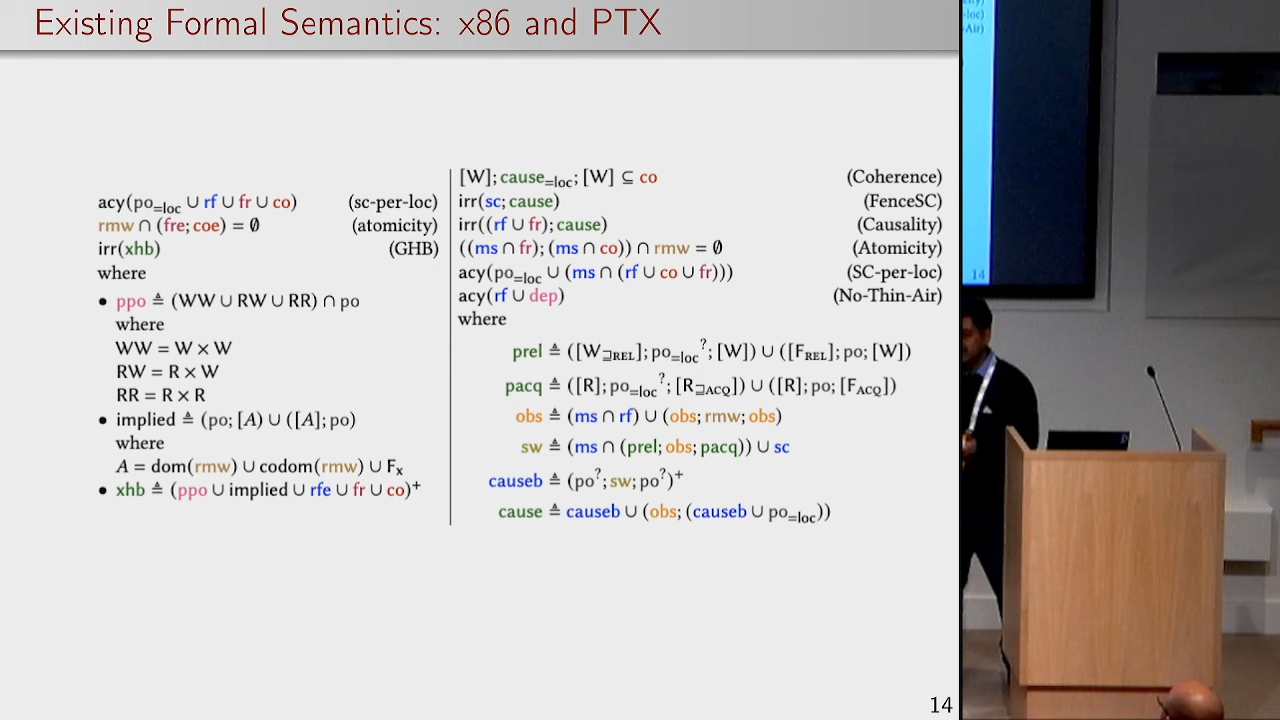 Existing Formal Semantics: x86 and PTX
acy(po=loc ∪ rf ∪ fr ∪ co) (sc-per-loc)
rmw ∩ (fre; coe) = ∅ (atomicity)
irr(xhb) (GHB)
where
• ppo ≜ (WW ∪ RW ∪ RR) ∩ po
where
WW = W × W
RW = R × W
RR = R × R
• implied ≜ (po; [A) ∪ ([A]; po)
where
A = dom(rmw) ∪ codom(rmw) ∪ Fx
• xhb ≜ (ppo ∪ implied ∪ rfe ∪ fr ∪ co)⁺
[W]; cause=loc; [W] ⊆ co (Coherence)
irr(sc; cause) (FenceSC)
irr((rf ∪ fr); cause) (Causality)
((ms ∩ fr); (ms ∩ co)) ∩ rmw = ∅ (Atomicity)
acy(po=loc ∪ (ms ∩ (rf ∪ co ∪ fr))) (SC-per-loc)
acy(rf ∪ dep) (No-Thin-Air)
where
prel ≜ ([W⊒REL]; po=loc?; [W]) ∪ ([FREL]; po; [W])
pacq ≜ ([R]; po=loc?; [R⊒ACQ]) ∪ ([R]; po; [FACQ])
obs ≜ (ms ∩ rf) ∪ (obs; rmw; obs)
sw ≜ (ms ∩ (prel; obs; pacq)) ∪ sc
causeb ≜ (po?; sw; po?)⁺
cause ≜ causeb ∪ (obs; (causeb ∪ po=loc))
14
-loc)
-Air)
14